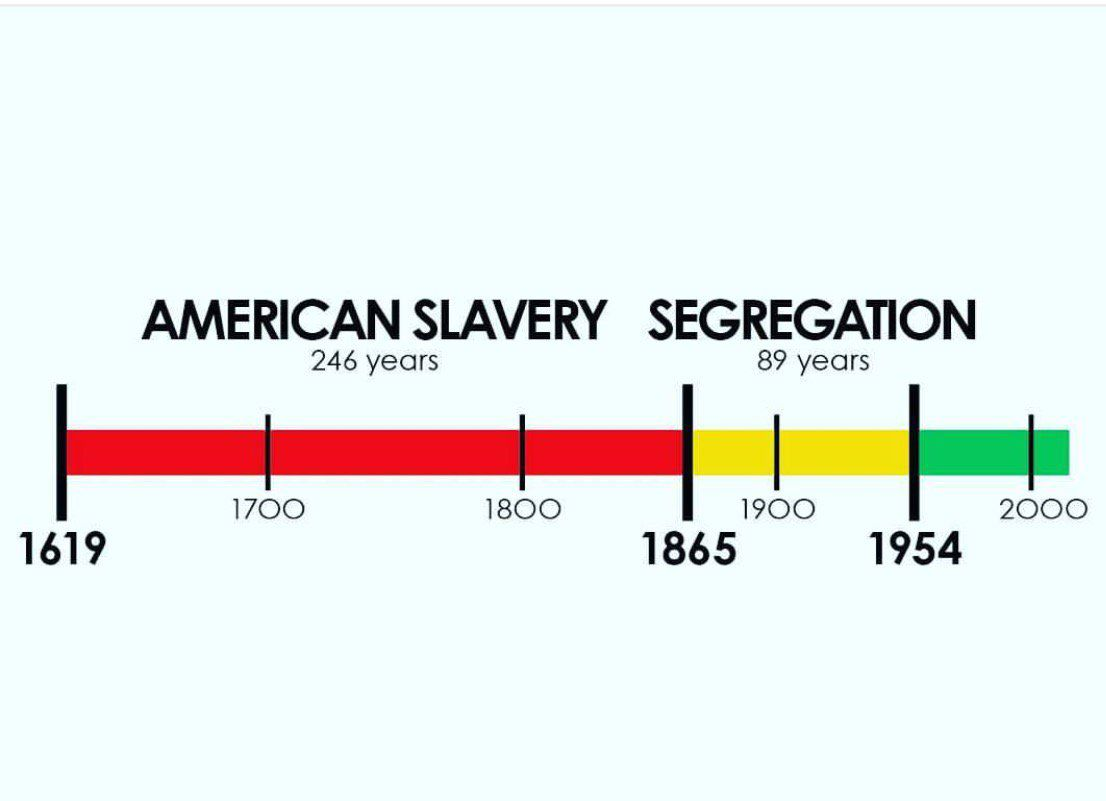 AMERICAN SLAVERY SEGREGATION
246 years 89 years
1700 1800 1900 2000
1619 1865 1954